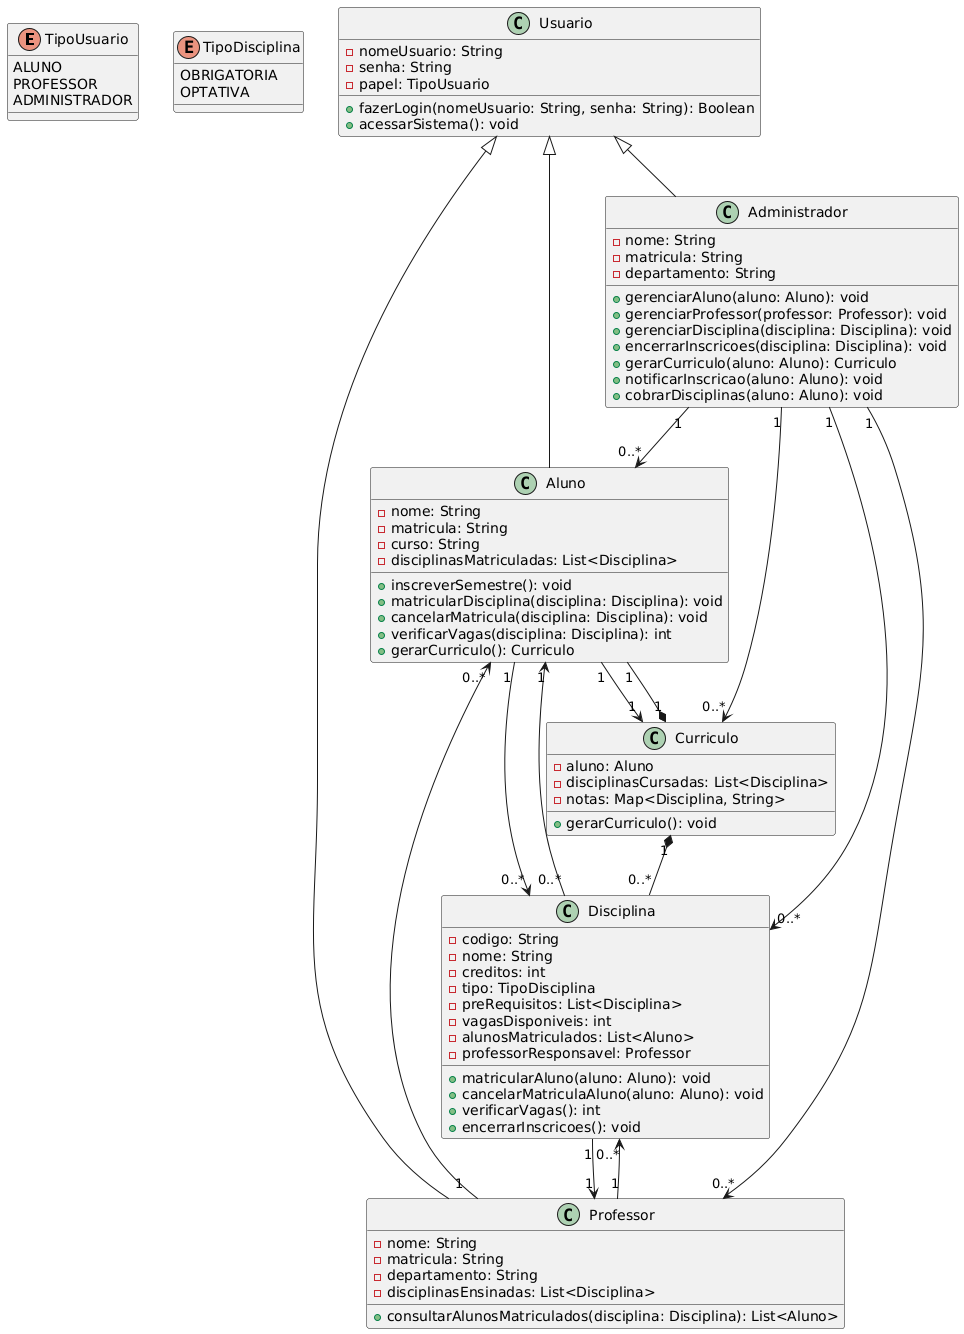 E TipoUsuario
ALUNO
PROFESSOR
ADMINISTRADOR
E TipoDisciplina
OBRIGATORIA
OPTATIVA
C Usuario
nomeUsuario: String
senha: String
papel: TipoUsuario
fazerLogin(nomeUsuario: String, senha: String): Boolean
acessarSistema(): void
C Administrador
nome: String
matricula: String
departamento: String
gerenciarAluno(aluno: Aluno): void
gerenciarProfessor(professor: Professor): void
gerenciarDisciplina(disciplina: Disciplina): void
encerrarInscricoes(disciplina: Disciplina): void
gerarCurriculo(aluno: Aluno): Curriculo
notificarInscricao(aluno: Aluno): void
cobrarDisciplinas(aluno: Aluno): void
1 1 1 1
0..*
C Aluno
nome: String
matricula: String
curso: String
disciplinasMatriculadas: List<Disciplina>
inscreverSemestre(): void
matricularDisciplina(disciplina: Disciplina): void
cancelarMatricula(disciplina: Disciplina): void
verificarVagas(disciplina: Disciplina): int
gerarCurriculo(): Curriculo
0..* 1 1 1 1
1 1 0..*
C Curriculo
aluno: Aluno
disciplinasCursadas: List<Disciplina>
notas: Map<Disciplina, String>
gerarCurriculo(): void
1
0..* 0..* 0..*
0..*
C Disciplina
codigo: String
nome: String
creditos: int
tipo: TipoDisciplina
preRequisitos: List<Disciplina>
vagasDisponiveis: int
alunosMatriculados: List<Aluno>
professorResponsavel: Professor
matricularAluno(aluno: Aluno): void
cancelarMatriculaAluno(aluno: Aluno): void
verificarVagas(): int
encerrarInscricoes(): void
1 0..*
1 1 1 0..*
C Professor
nome: String
matricula: String
departamento: String
disciplinasEnsinadas: List<Disciplina>
consultarAlunosMatriculados(disciplina: Disciplina): List<Aluno>